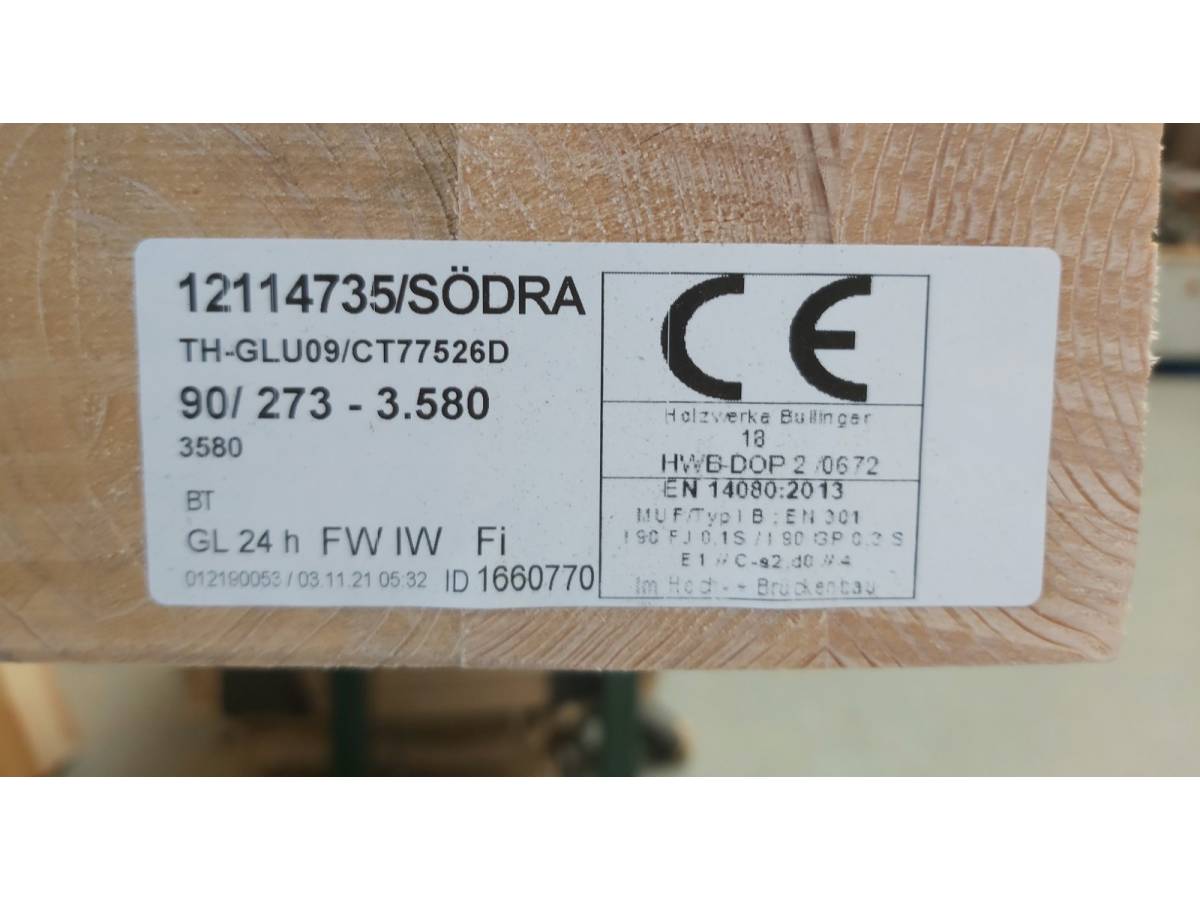 12114735/SÖDRA
TH-GLU09/CT77526D
90/ 273 - 3.580
3580
BT
GL 24 h FW IW Fi
012190053 / 03.11.21 05:32 ID 1660770
CE
Holzwerke Bullinger
18
HWB-DOP 2 /0672
EN 14080:2013
MUF/Typ I B : EN 301
I 90 FJ 0.1S / I 90 GP 0.3 S
E1 // C-s2,d0 // 4
Im Hoch- + Brückenbau